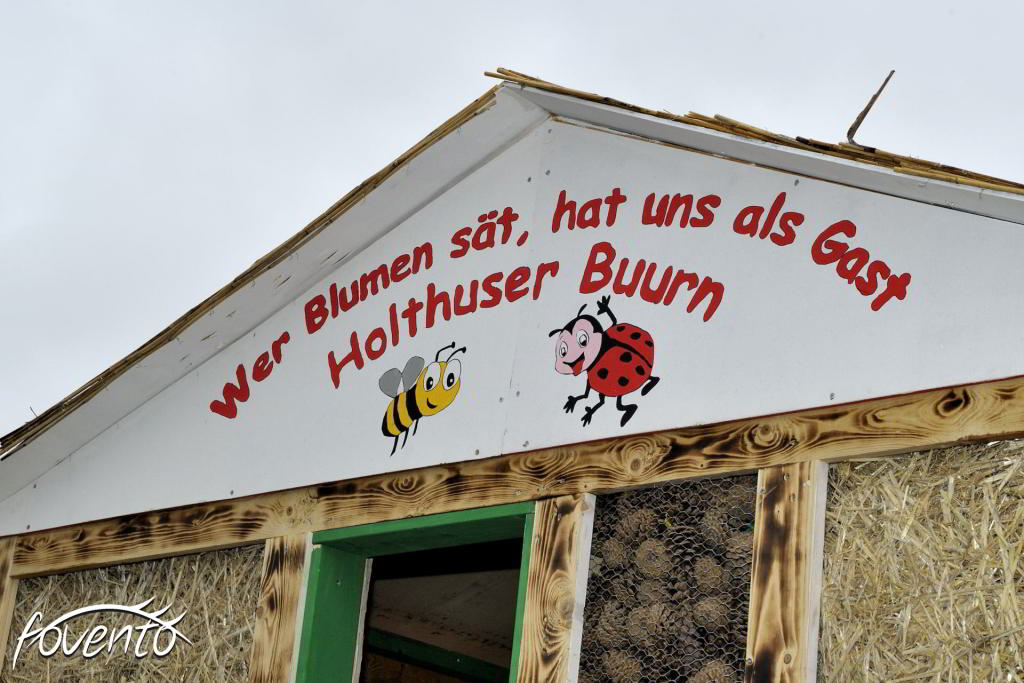 Wer Blumen sät, hat uns als Gast
Holthuser Buurn
fovento